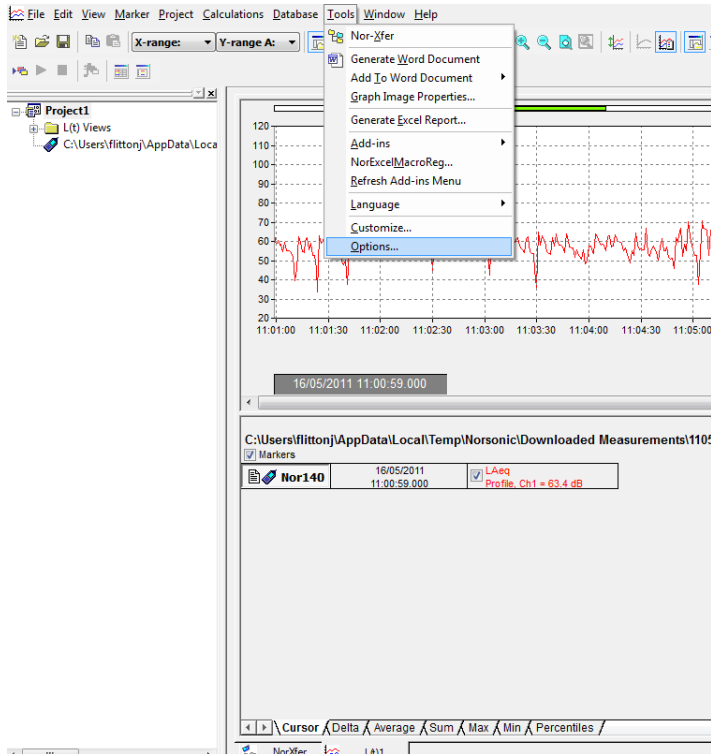 File Edit View Marker Project Calculations Database Tools Window Help
X-range: Y-range A:
Nor-Xfer
Generate Word Document
Add To Word Document
Graph Image Properties...
Generate Excel Report...
Add-ins
NorExcelMacroReg...
Refresh Add-ins Menu
Language
Customize...
Options...
Project1
L(t) Views
C:\Users\flittonj\AppData\Loca
120
110
100
90
80
70
60
50
40
30
20
11:01:00 11:01:30 11:02:00 11:02:30 11:03:00 11:03:30 11:04:00 11:04:30 11:05:00
16/05/2011 11:00:59.000
C:\Users\flittonj\AppData\Local\Temp\Norsonic\Downloaded Measurements\1105
Markers
Nor140
16/05/2011
11:00:59.000
LAeq
Profile, Ch1 = 63.4 dB
Cursor Delta Average Sum Max Min Percentiles
NorXfer L(t)1